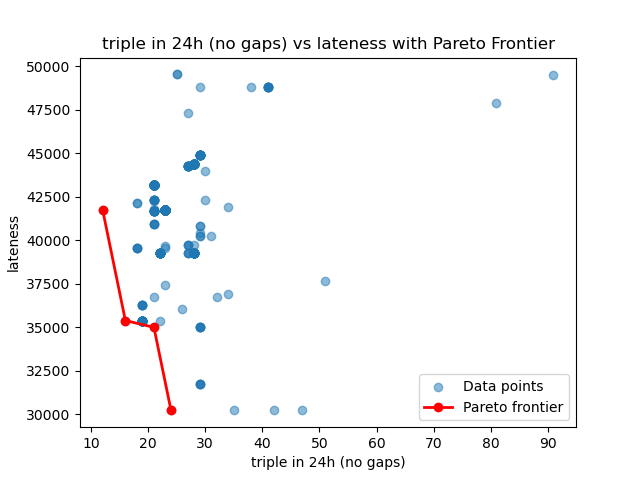 triple in 24h (no gaps) vs lateness with Pareto Frontier
50000
47500
45000
42500
40000
37500
35000
32500
30000
lateness
Data points
Pareto frontier
10 20 30 40 50 60 70 80 90
triple in 24h (no gaps)